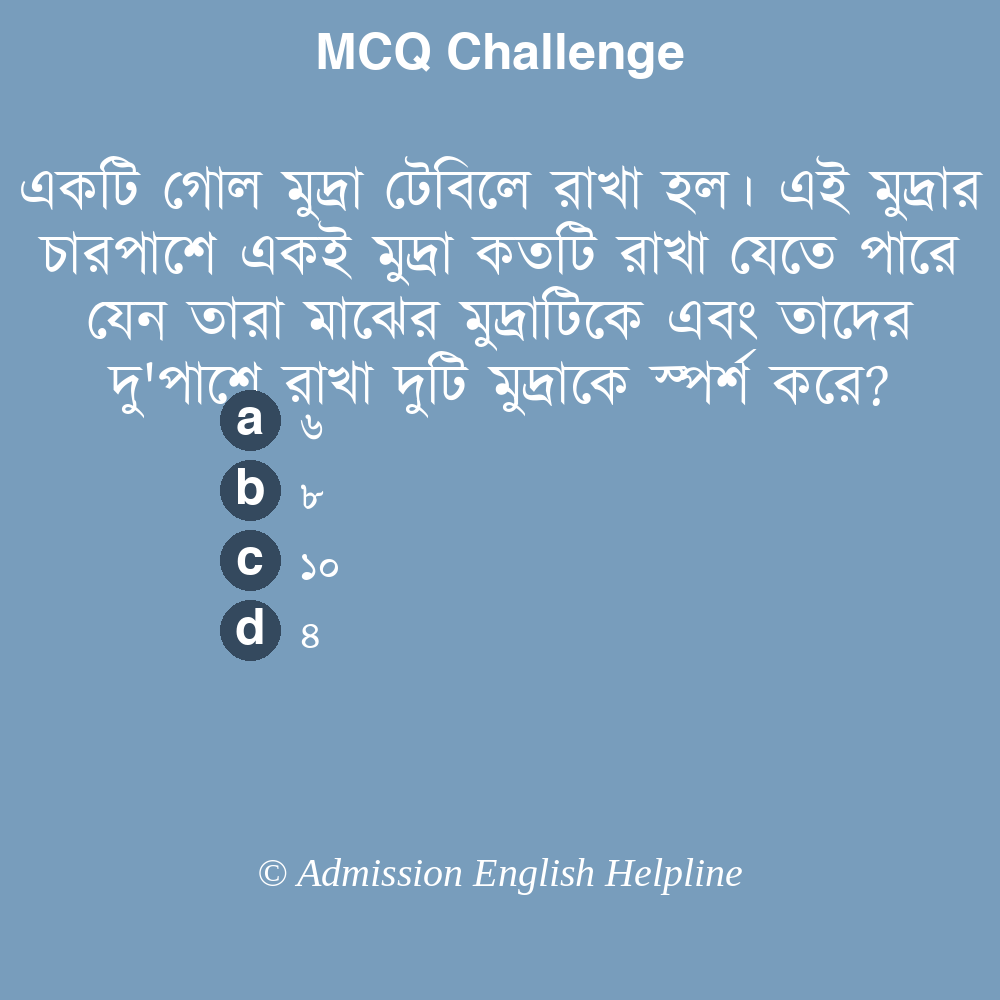 MCQ Challenge
একটি গোল মুদ্রা টেবিলে রাখা হল। এই মুদ্রার
চারপাশে একই মুদ্রা কতটি রাখা যেতে পারে
যেন তারা মাঝের মুদ্রাটিকে এবং তাদের
দু'পাশে রাখা দুটি মুদ্রাকে স্পর্শ করে?
a ৬
b ৮
c ১০
d ৪
© Admission English Helpline